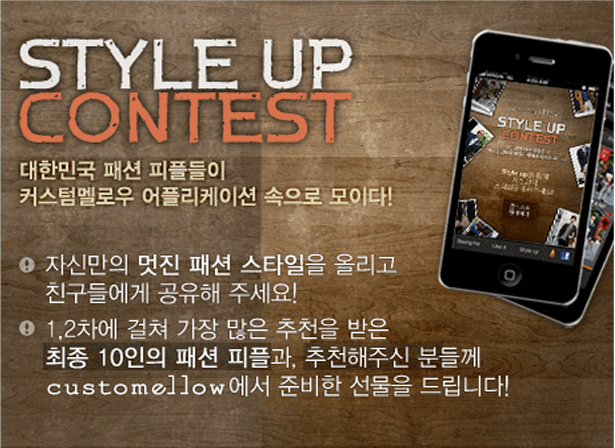 STYLE UP
CONTEST
대한민국 패션 피플들이
커스텀멜로우 어플리케이션 속으로 모이다!
자신만의 멋진 패션 스타일을 올리고
친구들에게 공유해 주세요!
1,2차에 걸쳐 가장 많은 추천을 받은
최종 10인의 패션 피플과, 추천해주신 분들께
customellow에서 준비한 선물을 드립니다!
STYLE UP
CONTEST